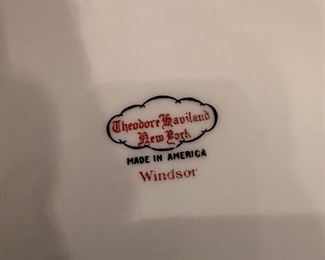 Theodore Haviland
New York
MADE IN AMERICA
Windsor